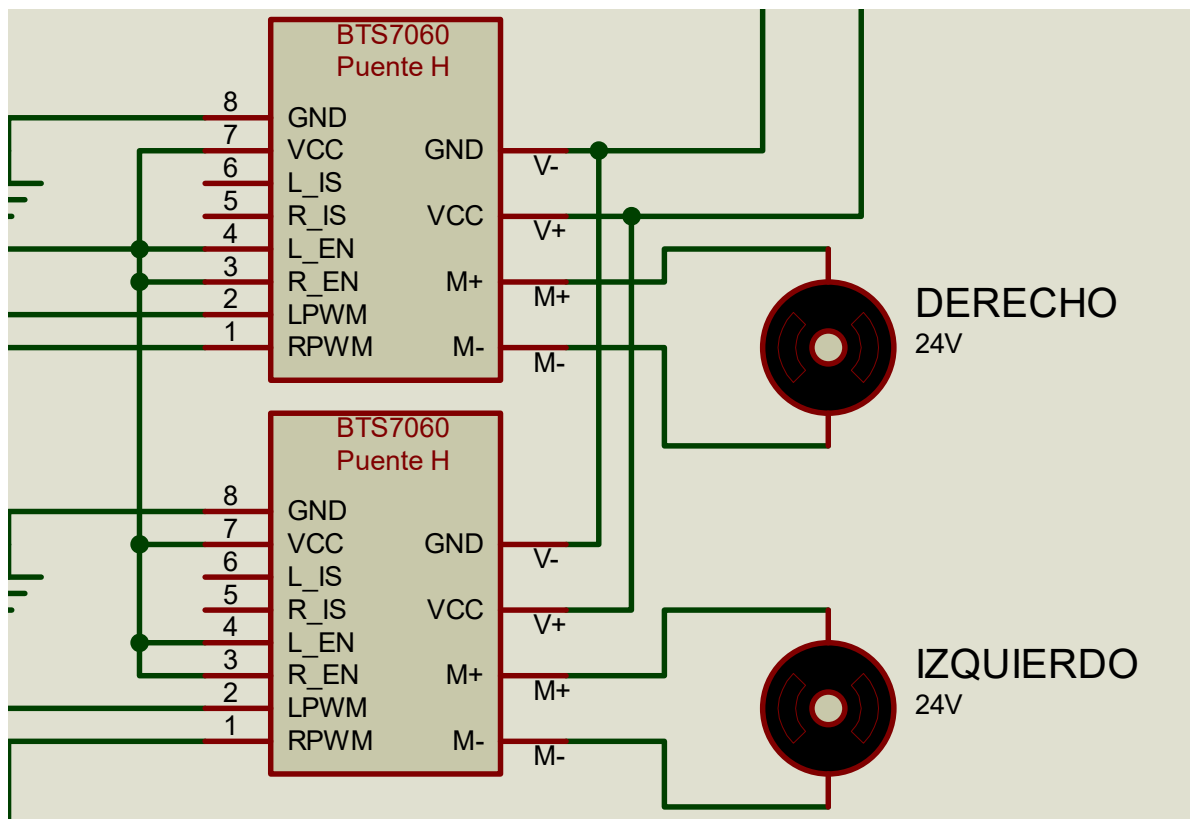 BTS7060
Puente H
8
GND
7
VCC
GND
V-
6
L_IS
5
R_IS
VCC
V+
4
L_EN
3
R_EN
M+
M+
2
LPWM
1
RPWM
M-
M-
DERECHO
24V
BTS7060
Puente H
8
GND
7
VCC
GND
V-
6
L_IS
5
R_IS
VCC
V+
4
L_EN
3
R_EN
M+
M+
2
LPWM
1
RPWM
M-
M-
IZQUIERDO
24V